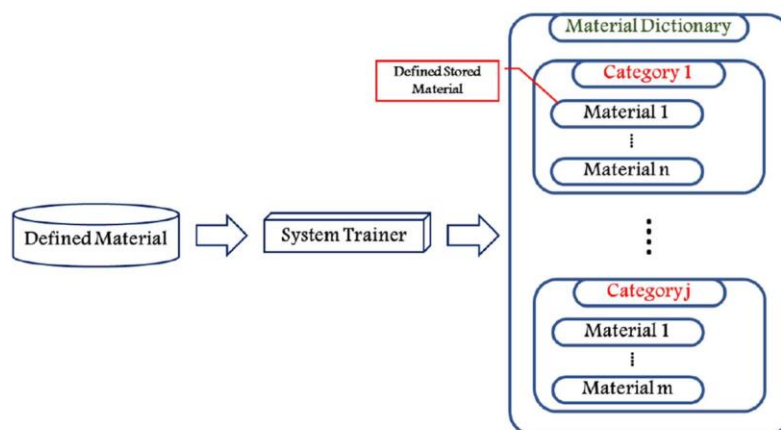 Material Dictionary
Defined Stored
Material
Category 1
Material 1
Material n
Defined Material
System Trainer
Category j
Material 1
Material m